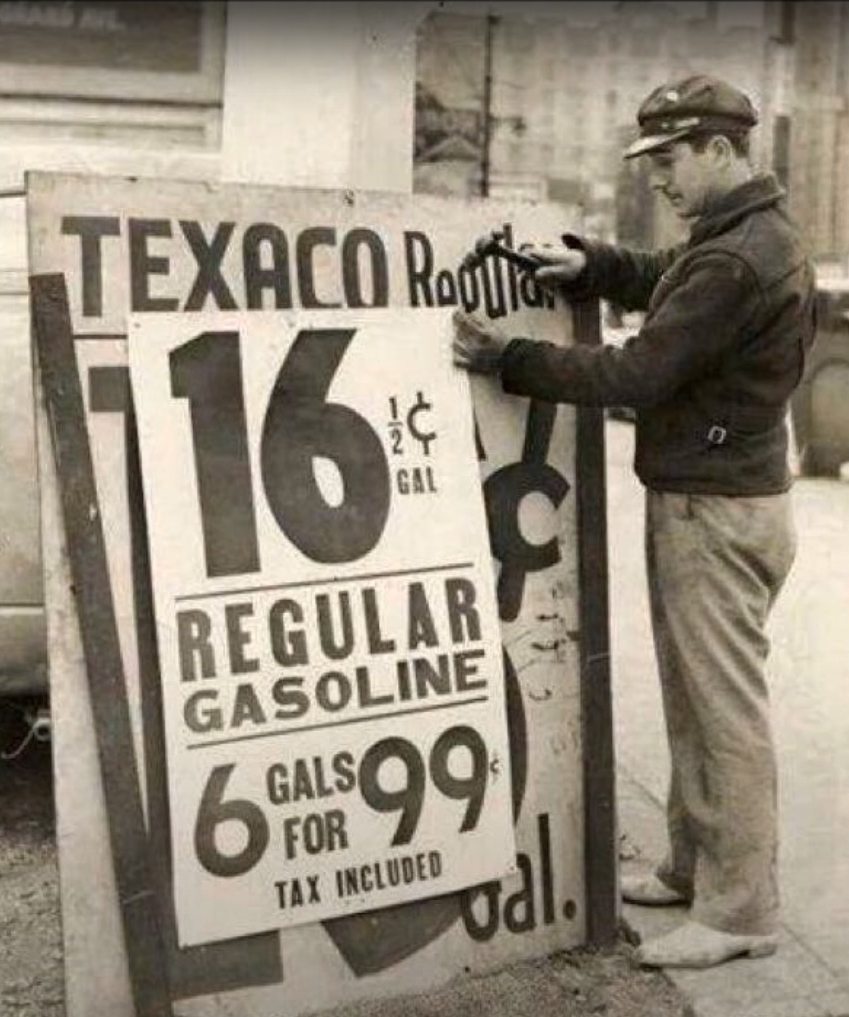 TEXACO Regular
16 ½ ¢
GAL
REGULAR
GASOLINE
6 GALS FOR 99¢
TAX INCLUDED
¢
Gal.